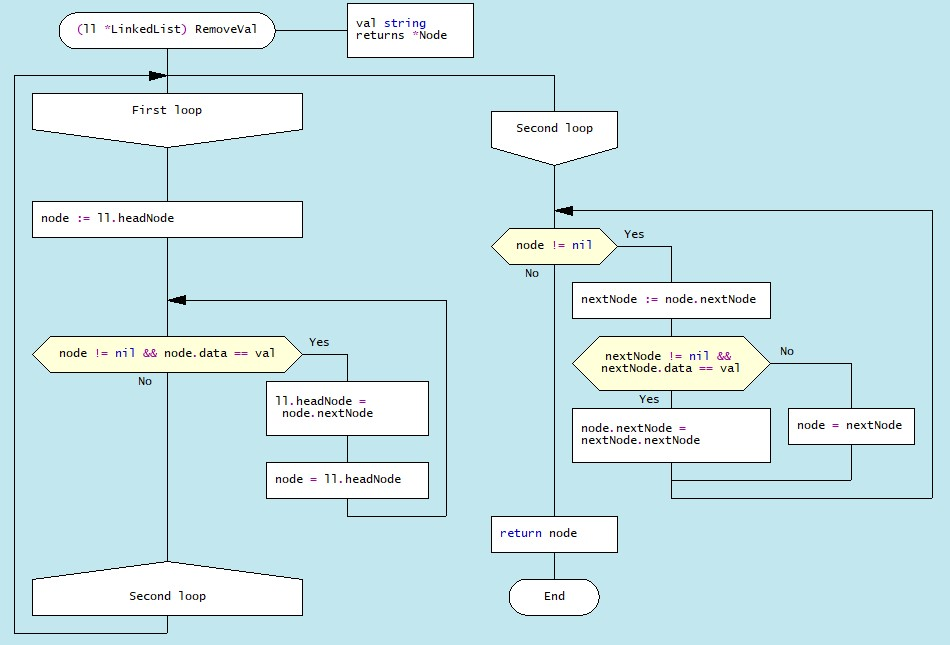 (ll *LinkedList) RemoveVal
val string
returns *Node
First loop
node := ll.headNode
node != nil && node.data == val
Yes
No
ll.headNode =
node.nextNode
node = ll.headNode
Second loop
Second loop
node != nil
Yes
No
nextNode := node.nextNode
nextNode != nil &&
nextNode.data == val
No
Yes
node.nextNode =
nextNode.nextNode
node = nextNode
return node
End